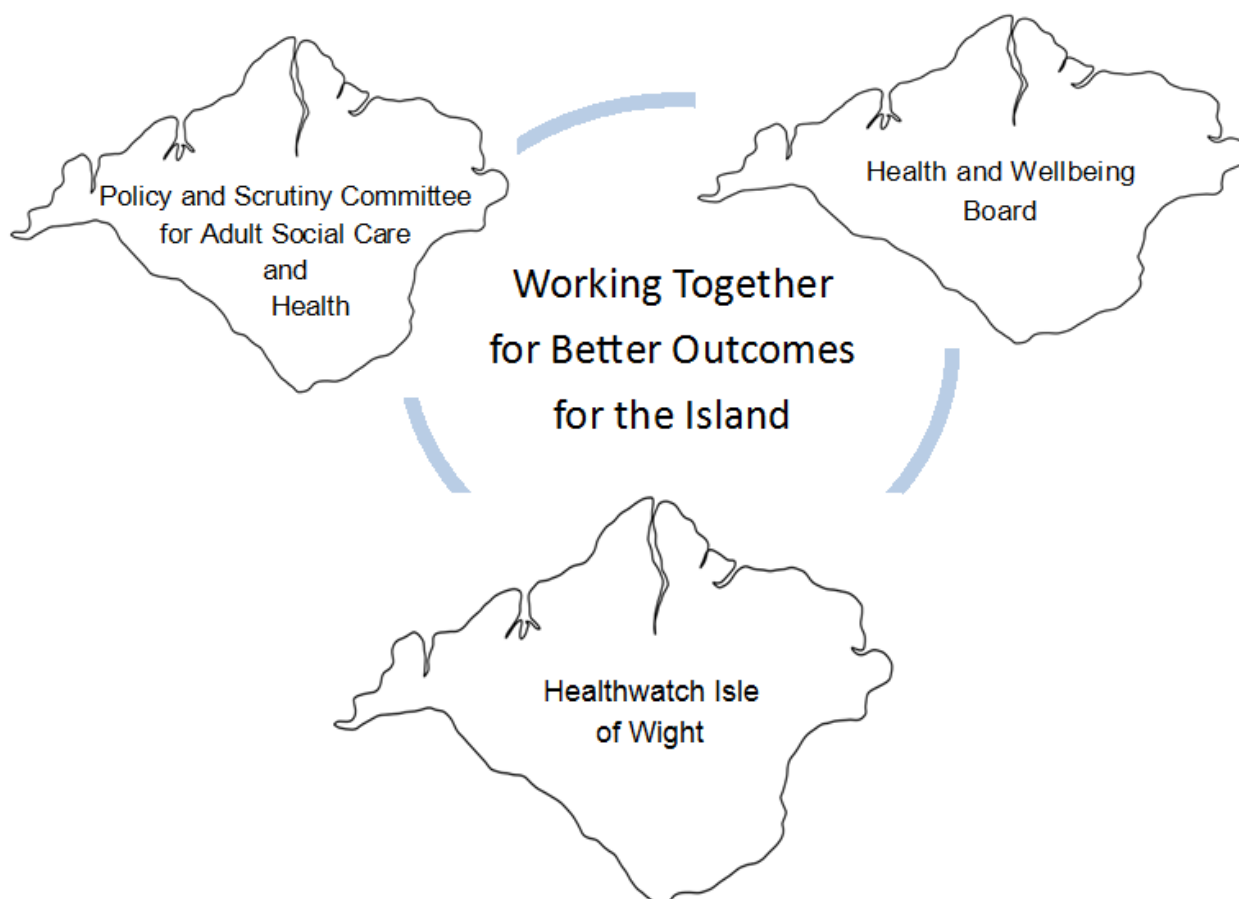 Policy and Scrutiny Committee
for Adult Social Care
and
Health
Health and Wellbeing
Board
Working Together
for Better Outcomes
for the Island
Healthwatch Isle
of Wight